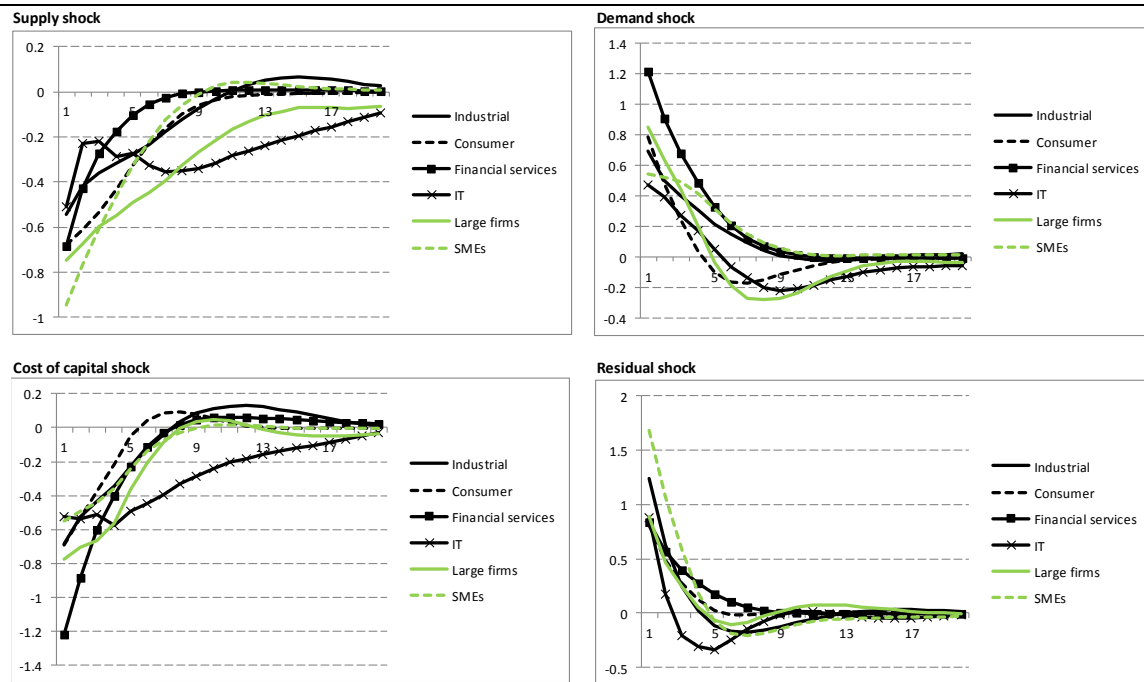 Supply shock
0.2
0
-0.2
-0.4
-0.6
-0.8
-1
1 5 9 13 17
Industrial
Consumer
Financial services
IT
Large firms
SMEs
Demand shock
1.4
1.2
1
0.8
0.6
0.4
0.2
0
-0.2
-0.4
1 5 9 13 17
Industrial
Consumer
Financial services
IT
Large firms
SMEs
Cost of capital shock
0.2
0
-0.2
-0.4
-0.6
-0.8
-1
-1.2
-1.4
1 5 9 13 17
Industrial
Consumer
Financial services
IT
Large firms
SMEs
Residual shock
2
1.5
1
0.5
0
-0.5
1 5 9 13 17
Industrial
Consumer
Financial services
IT
Large firms
SMEs